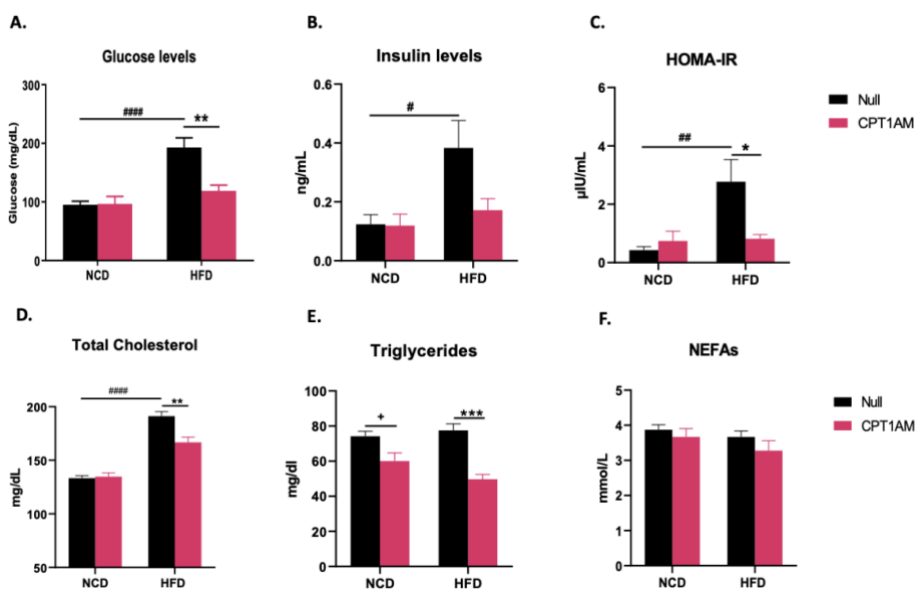 A.
Glucose levels
Glucose (mg/dL)
300
200
100
0
####
**
NCD HFD
B.
Insulin levels
ng/mL
0.6
0.4
0.2
0.0
#
NCD HFD
C.
HOMA-IR
µIU/mL
6
4
2
0
##
*
NCD HFD
Null
CPT1AM
D.
Total Cholesterol
mg/dL
200
150
100
50
####
**
NCD HFD
E.
Triglycerides
mg/dl
100
80
60
40
20
0
+
***
NCD HFD
F.
NEFAs
mmol/L
5
4
3
2
1
0
NCD HFD
Null
CPT1AM